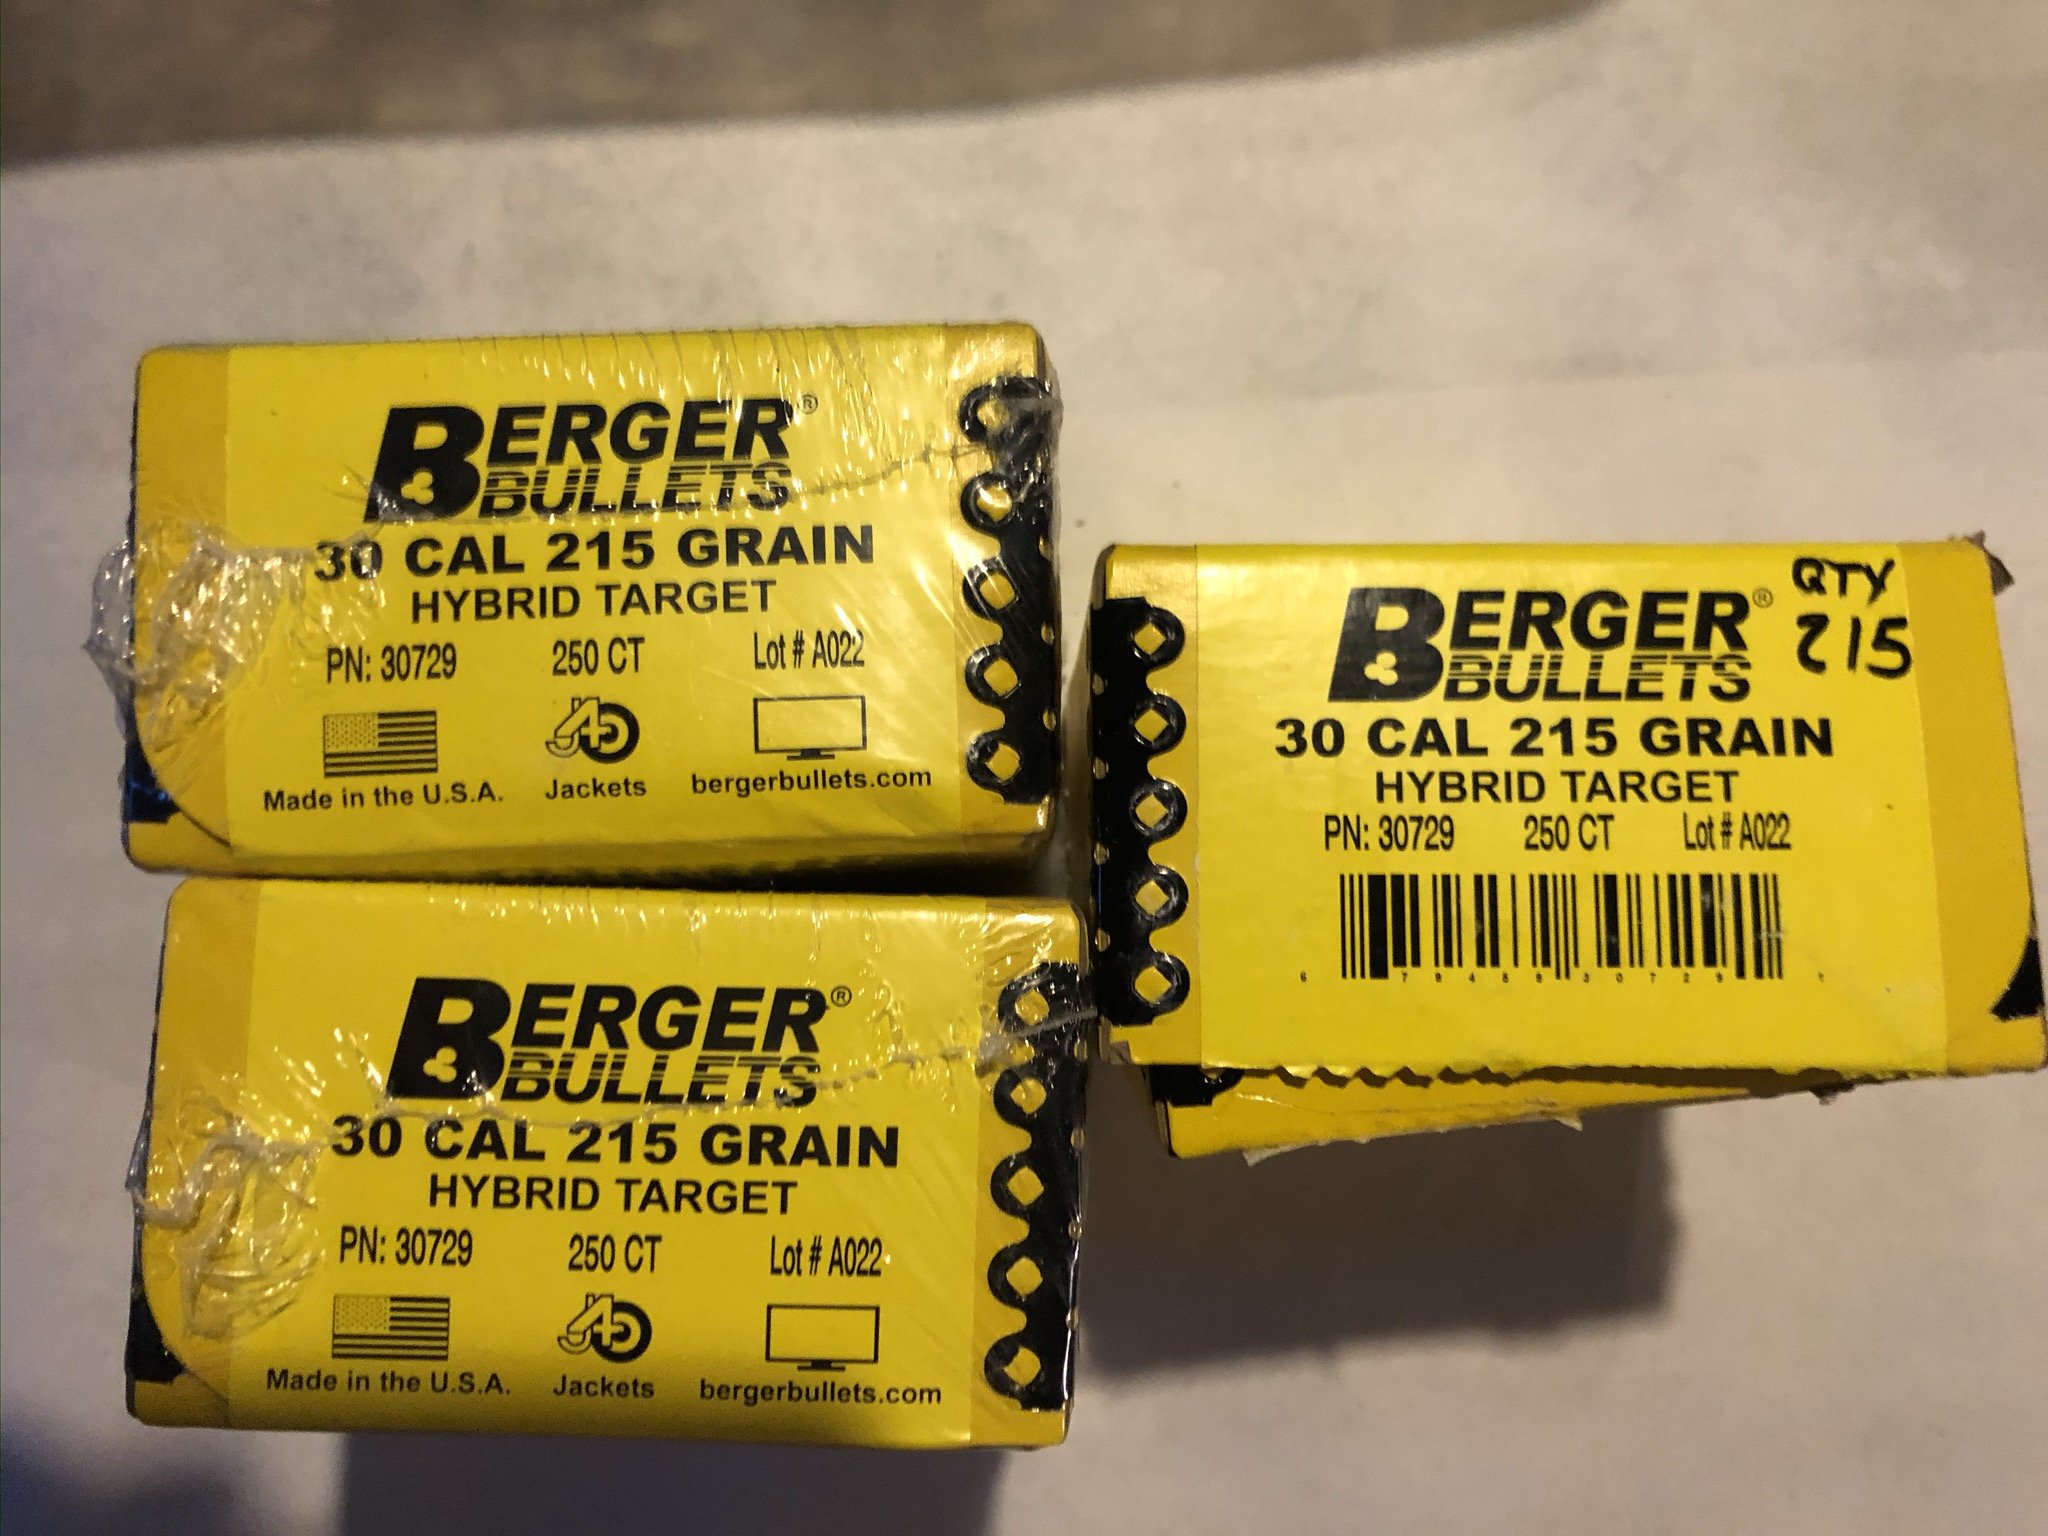 BERGER®
BULLETS
30 CAL 215 GRAIN
HYBRID TARGET
PN: 30729 250 CT Lot # A022
Made in the U.S.A. Jackets bergerbullets.com
BERGER®
BULLETS
30 CAL 215 GRAIN
HYBRID TARGET
PN: 30729 250 CT Lot # A022
J4
Made in the U.S.A. Jackets bergerbullets.com
BERGER®
BULLETS
QTY
215
30 CAL 215 GRAIN
HYBRID TARGET
PN: 30729 250 CT Lot # A022